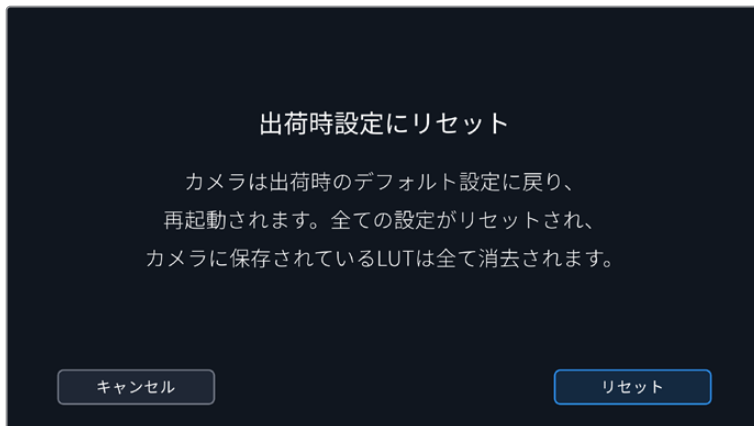 出荷時設定にリセット
カメラは出荷時のデフォルト設定に戻り、
再起動されます。全ての設定がリセットされ、
カメラに保存されているLUTは全て消去されます。
キャンセル
リセット